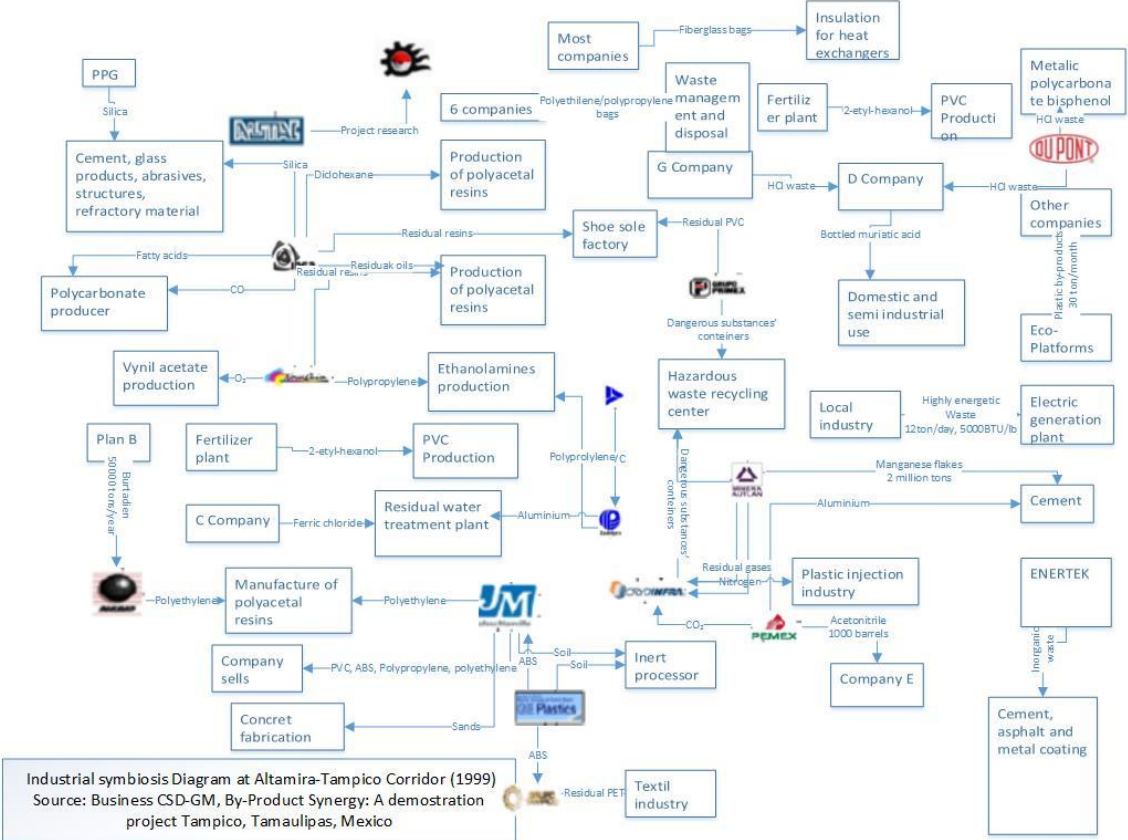 Most
companies
Fiberglass bags
Insulation
for heat
exchangers
PPG
Silica
6 companies
Polyethilene/polypropylene
bags
Waste
managem
ent and
disposal
Fertiliz
er plant
2-etyl-hexanol
PVC
Producti
on
Metalic
polycarbona
te bisphenol
HCl waste
DUPONT
Project research
Cement, glass
products, abrasives,
structures,
refractory material
Silica
Diclohexane
Production
of polyacetal
resins
G Company
HCl waste
D Company
HCl waste
Other
companies
Bottled muriatic acid
Domestic and
semi industrial
use
Plastic by-products
30 ton/month
Eco-
Platforms
Residual resins
Shoe sole
factory
Residual PVC
GRUPO
PRIMEX
Fatty acids
Residual resins
Residuak oils
CO
Polycarbonate
producer
Production
of polyacetal
resins
Dangerous substances'
conteiners
Hazardous
waste recycling
center
Vynil acetate
production
O₂
Polypropylene
Ethanolamines
production
Local
industry
Highly energetic
Waste
12ton/day, 5000BTU/lb
Electric
generation
plant
Plan B
Fertilizer
plant
2-etyl-hexanol
PVC
Production
Polyprolylene/C
50000 tons/year
Dangerous substances'
conteiners
MINERA
AUTLAN
Manganese flakes
2 million tons
Cement
Aluminium
C Company
Ferric chloride
Residual water
treatment plant
Aluminium
Residual gases
Nitrogen
Plastic injection
industry
ENERTEK
Polyethylene
Manufacture of
polyacetal
resins
Polyethylene
JM
CO₂
PEMEX
Acetonitrile
1000 barrels
Company E
Inorganic
waste
Company
sells
PVC, ABS, Polypropylene, polyethylene
ABS
Soil
Soil
Inert
processor
Concret
fabrication
Sands
Plastics
Cement,
asphalt and
metal coating
ABS
Residual PET
Textil
industry
Industrial symbiosis Diagram at Altamira-Tampico Corridor (1999)
Source: Business CSD-GM, By-Product Synergy: A demostration
project Tampico, Tamaulipas, Mexico